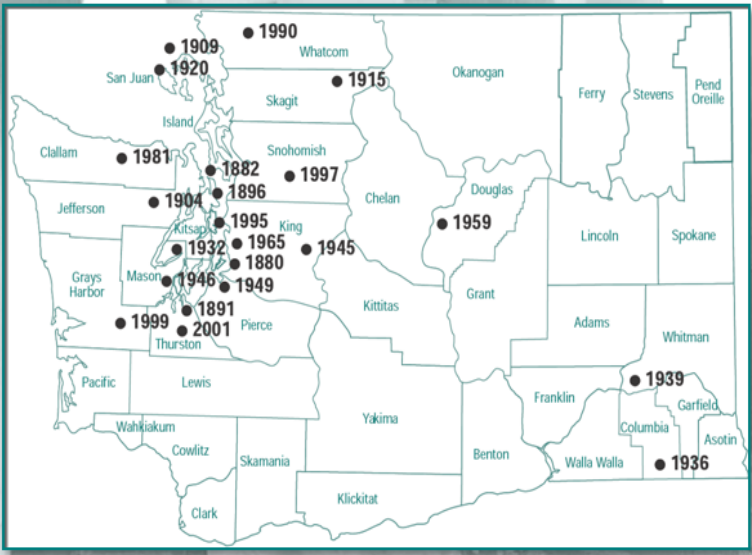 1990
1909
Whatcom
1920
San Juan
1915
Okanogan
Ferry
Stevens
Pend
Oreille
Skagit
Island
Snohomish
Clallam
1981
1882
1997
1896
Chelan
Douglas
Jefferson
1904
Kitsap
1995
King
1959
1932
1965
1945
Lincoln
Spokane
1880
Grays
Harbor
Mason
1946
1949
Grant
Kittitas
1891
1999
2001
Pierce
Thurston
Adams
Whitman
Pacific
Lewis
1939
Franklin
Garfield
Wahkiakum
Yakima
Columbia
Asotin
Cowlitz
Skamania
Benton
Walla Walla
1936
Klickitat
Clark